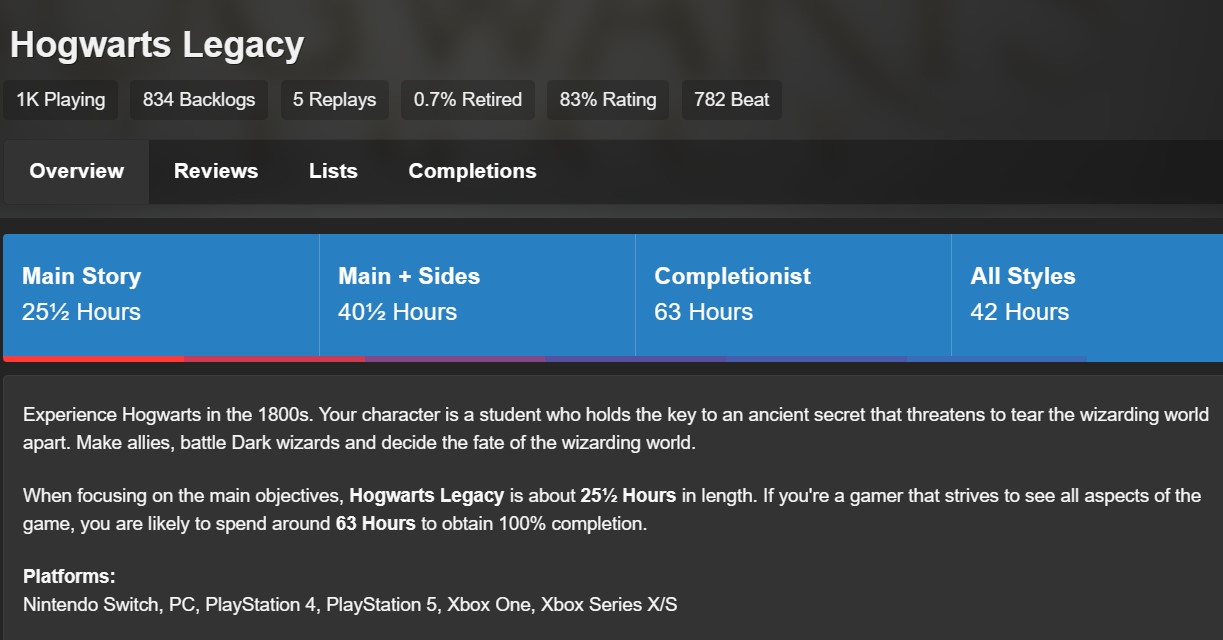 Hogwarts Legacy
1K Playing 834 Backlogs 5 Replays 0.7% Retired 83% Rating 782 Beat
Overview Reviews Lists Completions
Main Story Main + Sides Completionist All Styles
25½ Hours 40½ Hours 63 Hours 42 Hours
Experience Hogwarts in the 1800s. Your character is a student who holds the key to an ancient secret that threatens to tear the wizarding world
apart. Make allies, battle Dark wizards and decide the fate of the wizarding world.
When focusing on the main objectives, Hogwarts Legacy is about 25½ Hours in length. If you're a gamer that strives to see all aspects of the
game, you are likely to spend around 63 Hours to obtain 100% completion.
Platforms:
Nintendo Switch, PC, PlayStation 4, PlayStation 5, Xbox One, Xbox Series X/S